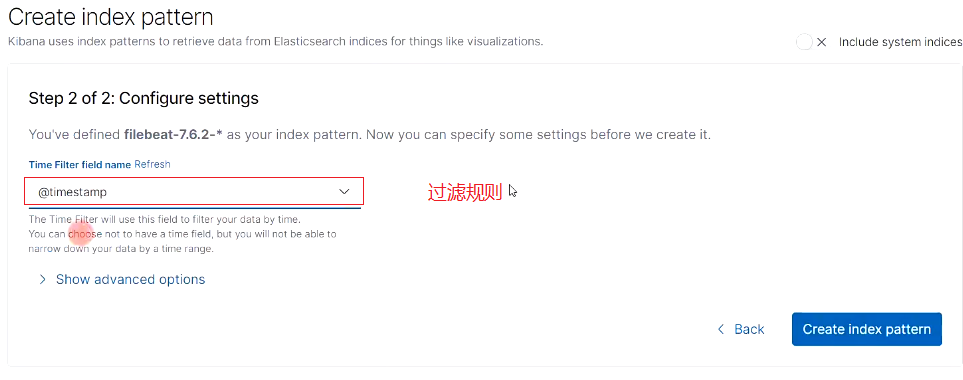 Create index pattern
Kibana uses index patterns to retrieve data from Elasticsearch indices for things like visualizations.
Include system indices
Step 2 of 2: Configure settings
You've defined filebeat-7.6.2-* as your index pattern. Now you can specify some settings before we create it.
Time Filter field name Refresh
@timestamp
过滤规则
The Time Filter will use this field to filter your data by time.
You can choose not to have a time field, but you will not be able to
narrow down your data by a time range.
Show advanced options
Back
Create index pattern